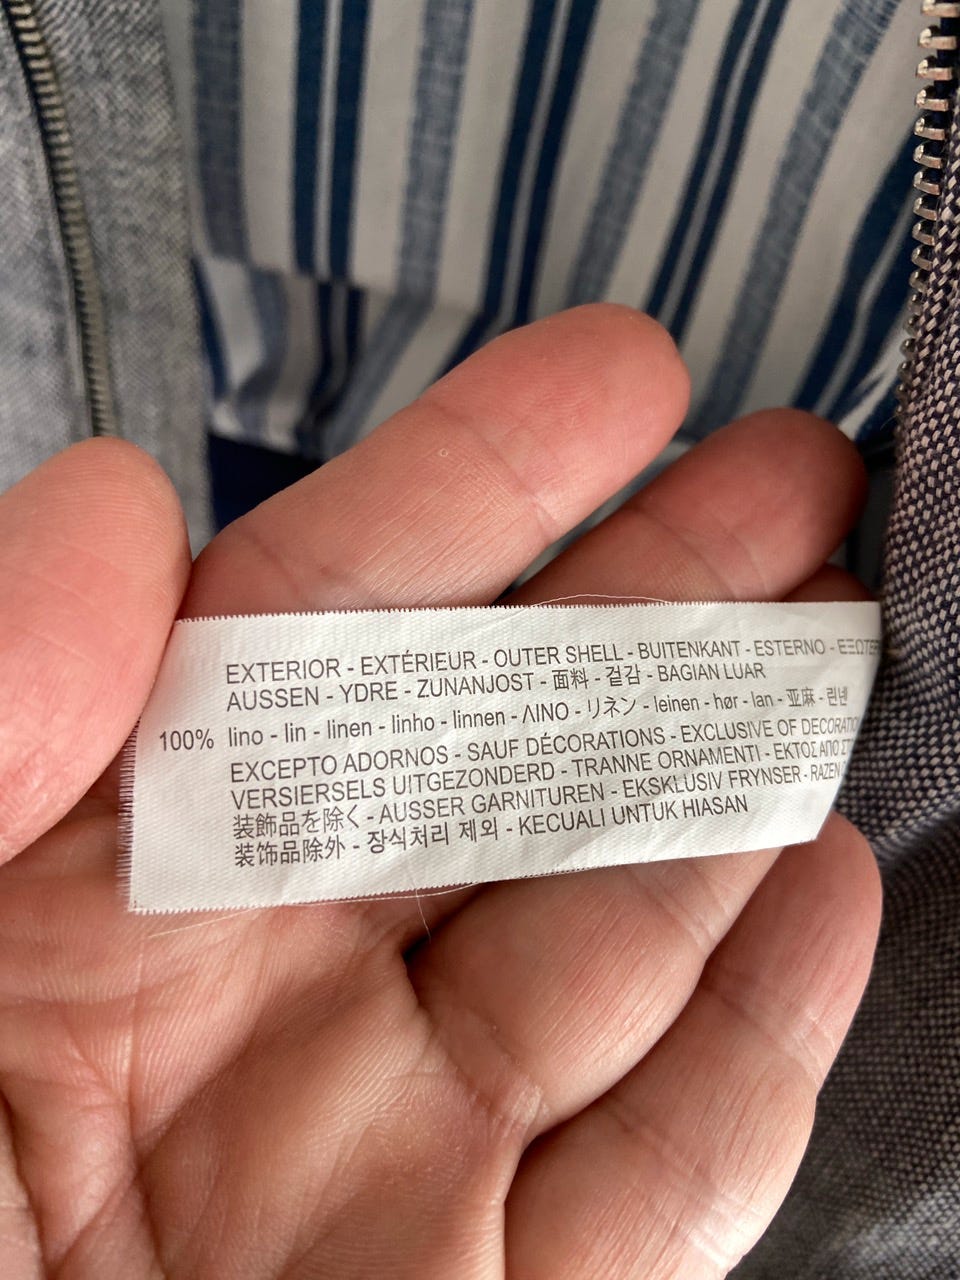 EXTERIOR - EXTÉRIEUR - OUTER SHELL - BUITENKANT - ESTERNO -
AUSSEN - YDRE - ZUNANJOST - 面料 - 겉감 - BAGIAN LUAR
100% lino - lin - linen - linho - linnen - ΛΙΝΟ - リネン - leinen - hør - lan - 亚麻 - 린넨
EXCEPTO ADORNOS - SAUF DÉCORATIONS - EXCLUSIVE OF
VERSIERSELS UITGEZONDERD - TRANNE ORNAMENTI - ΕΚΤΟΣ ΑΠΟ
装飾品を除く - AUSSER GARNITUREN - EKSKLUSIV FRYNSER - RAZEN
装饰品除外 - 장식처리 제외 - KECUALI UNTUK HIASAN